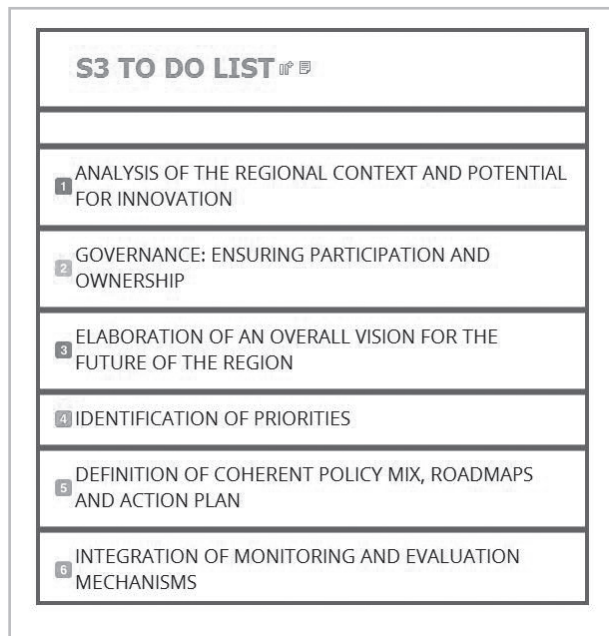 S3 TO DO LIST
1 ANALYSIS OF THE REGIONAL CONTEXT AND POTENTIAL
FOR INNOVATION
2 GOVERNANCE: ENSURING PARTICIPATION AND
OWNERSHIP
3 ELABORATION OF AN OVERALL VISION FOR THE
FUTURE OF THE REGION
4 IDENTIFICATION OF PRIORITIES
5 DEFINITION OF COHERENT POLICY MIX, ROADMAPS
AND ACTION PLAN
6 INTEGRATION OF MONITORING AND EVALUATION
MECHANISMS